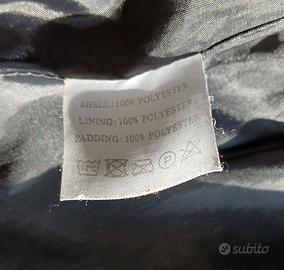 SHELL:100% POLYESTER
LINING:100% POLYESTER
PADDING:100% POLYESTER
P
subito